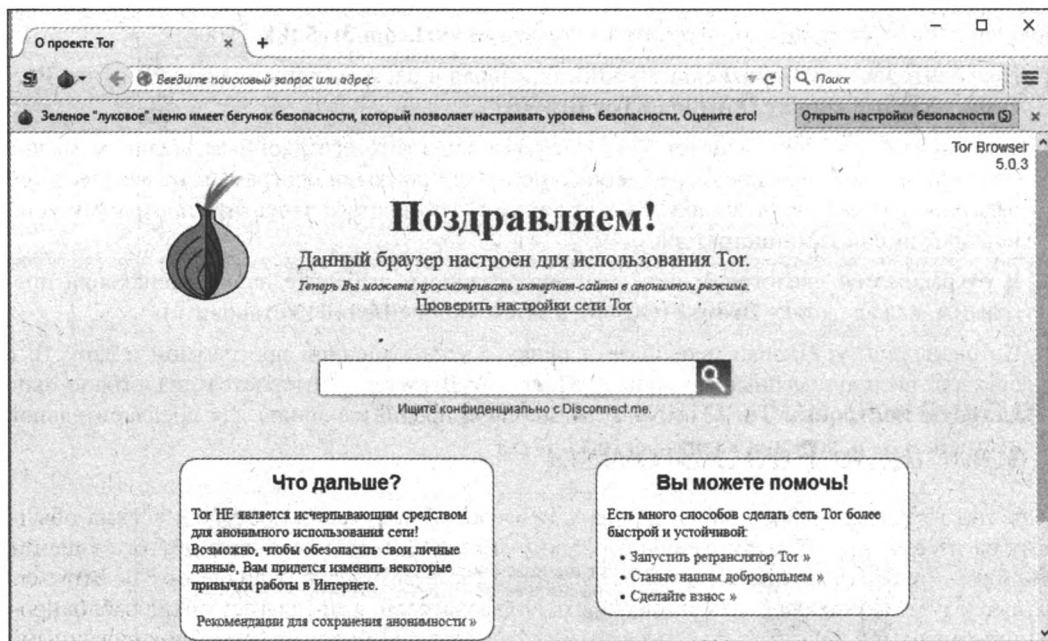 О проекте Tor
Введите поисковый запрос или адрес
Поиск
Зеленое "луковое" меню имеет бегунок безопасности, который позволяет настраивать уровень безопасности. Оцените его!
Открыть настройки безопасности (S)
Tor Browser
5.0.3
Поздравляем!
Данный браузер настроен для использования Tor.
Теперь Вы можете просматривать интернет-сайты в анонимном режиме.
Проверить настройки сети Tor
Ищите конфиденциально с Disconnect.me.
Что дальше?
Tor НЕ является исчерпывающим средством
для анонимного использования сети!
Возможно, чтобы обезопасить свои личные
данные, Вам придется изменить некоторые
привычки работы в Интернете.
Рекомендации для сохранения анонимности »
Вы можете помочь!
Есть много способов сделать сеть Tor более
быстрой и устойчивой:
• Запустить ретранслятор Tor »
• Станьте нашим добровольцем »
• Сделайте взнос »